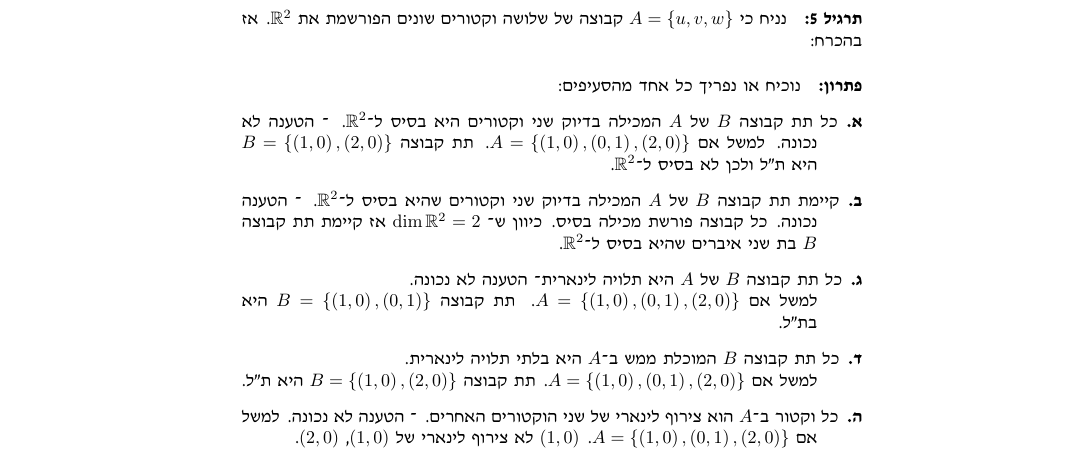 תרגיל 5: נניח כי A = {u, v, w} קבוצה של שלושה וקטורים שונים הפורשמת את ℝ². אז
בהכרח:
פתרון: נוכיח או נפריך כל אחד מהסעיפים:
א. כל תת קבוצה B של A המכילה בדיוק שני וקטורים היא בסיס ל־ℝ². ־ הטענה לא
נכונה. למשל אם A = {(1, 0), (0, 1), (2, 0)}. תת קבוצה B = {(1, 0), (2, 0)}
היא ת"ל ולכן לא בסיס ל־ℝ².
ב. קיימת תת קבוצה B של A המכילה בדיוק שני וקטורים שהיא בסיס ל־ℝ². ־ הטענה
נכונה. כל קבוצה פורשת מכילה בסיס. כיוון ש־ dim ℝ² = 2 אז קיימת תת קבוצה
B בת שני איברים שהיא בסיס ל־ℝ².
ג. כל תת קבוצה B של A היא תלויה לינארית־ הטענה לא נכונה.
למשל אם A = {(1, 0), (0, 1), (2, 0)}. תת קבוצה B = {(1, 0), (0, 1)} היא
בת"ל.
ד. כל תת קבוצה B המוכלת ממש ב־A היא בלתי תלויה לינארית.
למשל אם A = {(1, 0), (0, 1), (2, 0)}. תת קבוצה B = {(1, 0), (2, 0)} היא ת"ל.
ה. כל וקטור ב־A הוא צירוף לינארי של שני הוקטורים האחרים. ־ הטענה לא נכונה. למשל
אם A = {(1, 0), (0, 1), (2, 0)}. (1, 0) לא צירוף לינארי של (1, 0), (2, 0).